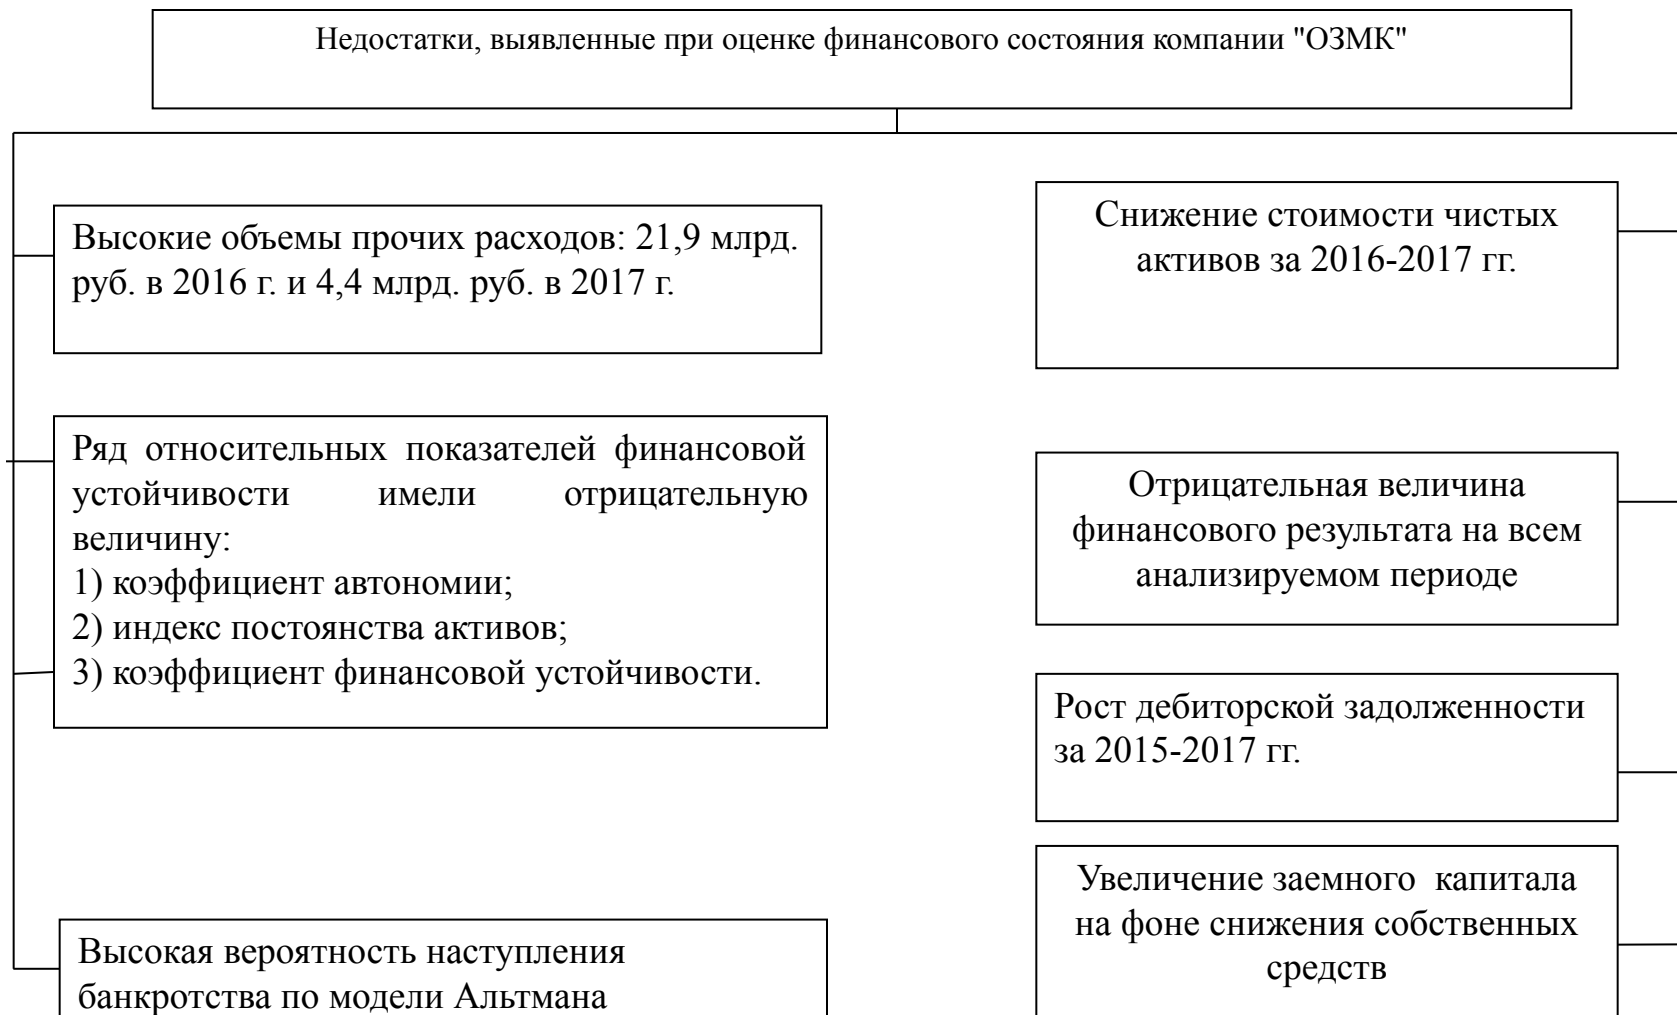 Недостатки, выявленные при оценке финансового состояния компании "ОЗМК"
Высокие объемы прочих расходов: 21,9 млрд.
руб. в 2016 г. и 4,4 млрд. руб. в 2017 г.
Ряд относительных показателей финансовой
устойчивости имели отрицательную
величину:
1) коэффициент автономии;
2) индекс постоянства активов;
3) коэффициент финансовой устойчивости.
Высокая вероятность наступления
банкротства по модели Альтмана
Снижение стоимости чистых
активов за 2016-2017 гг.
Отрицательная величина
финансового результата на всем
анализируемом периоде
Рост дебиторской задолженности
за 2015-2017 гг.
Увеличение заемного капитала
на фоне снижения собственных
средств